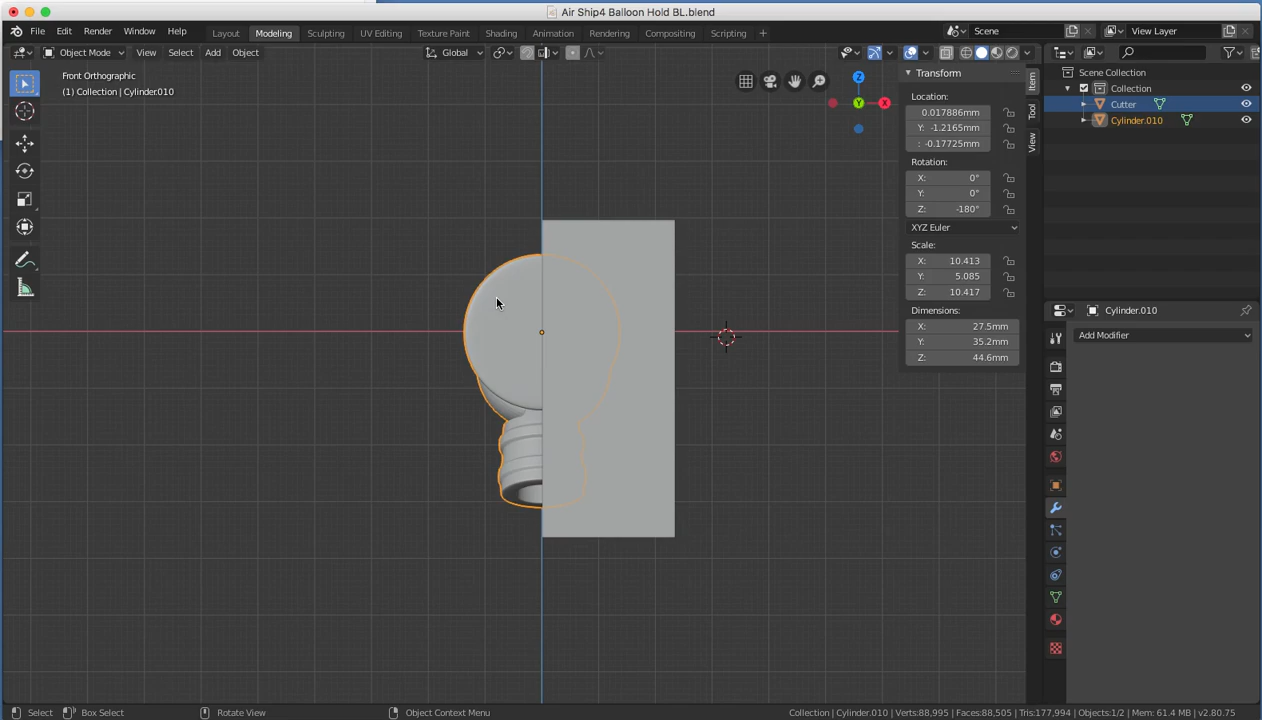 Air Ship4 Balloon Hold BL.blend
File Edit Render Window Help Layout Modeling Sculpting UV Editing Texture Paint Shading Animation Rendering Compositing Scripting + Scene View Layer
Object Mode View Select Add Object Global
Front Orthographic
(1) Collection | Cylinder.010
Z
Y
X
Transform
Location:
0.017886mm
Y: -1.2165mm
: -0.17725mm
Rotation:
X: 0°
Y: 0°
Z: -180°
XYZ Euler
Scale:
X: 10.413
Y: 5.085
Z: 10.417
Dimensions:
X: 27.5mm
Y: 35.2mm
Z: 44.6mm
Item
Tool
View
Scene Collection
Collection
Cutter
Cylinder.010
Cylinder.010
Add Modifier
Select Box Select Rotate View Object Context Menu Collection | Cylinder.010 | Verts:88,995 | Faces:88,505 | Tris:177,994 | Objects:1/2 | Mem: 61.4 MB | v2.80.75